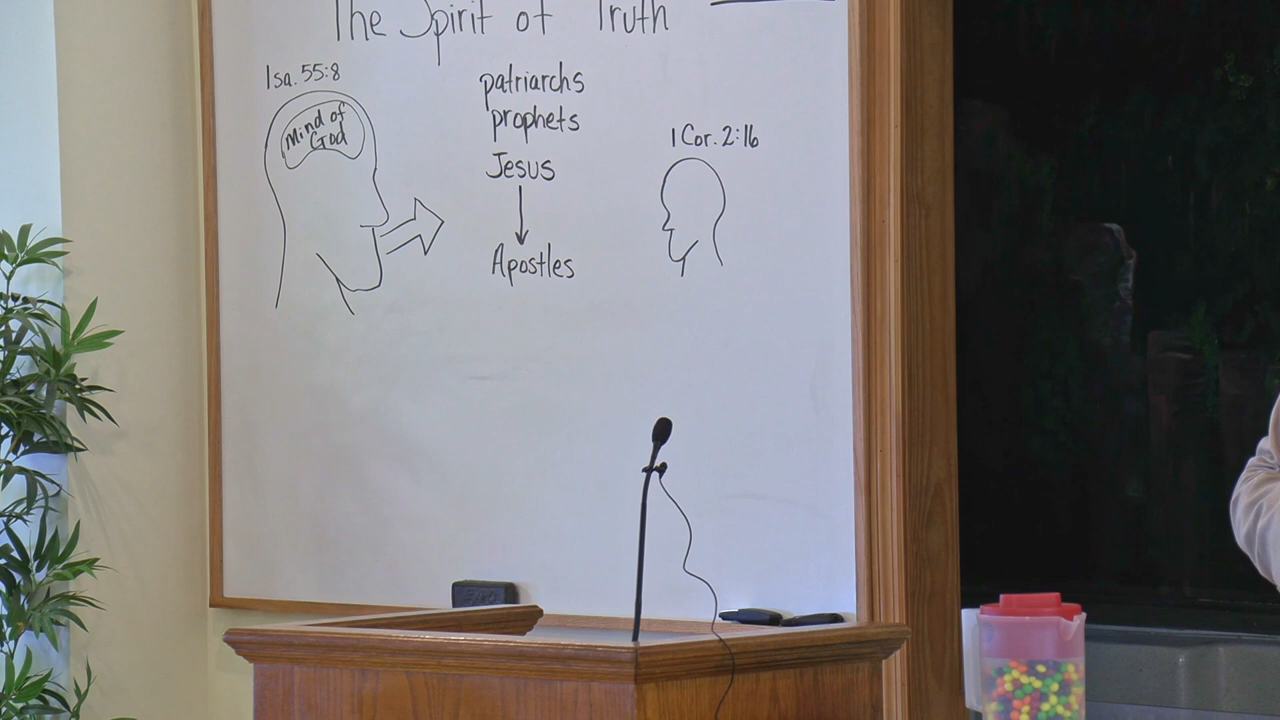 The Spirit of Truth
Isa. 55:8
Mind of
God
patriarchs
prophets
Jesus
Apostles
1 Cor. 2:16